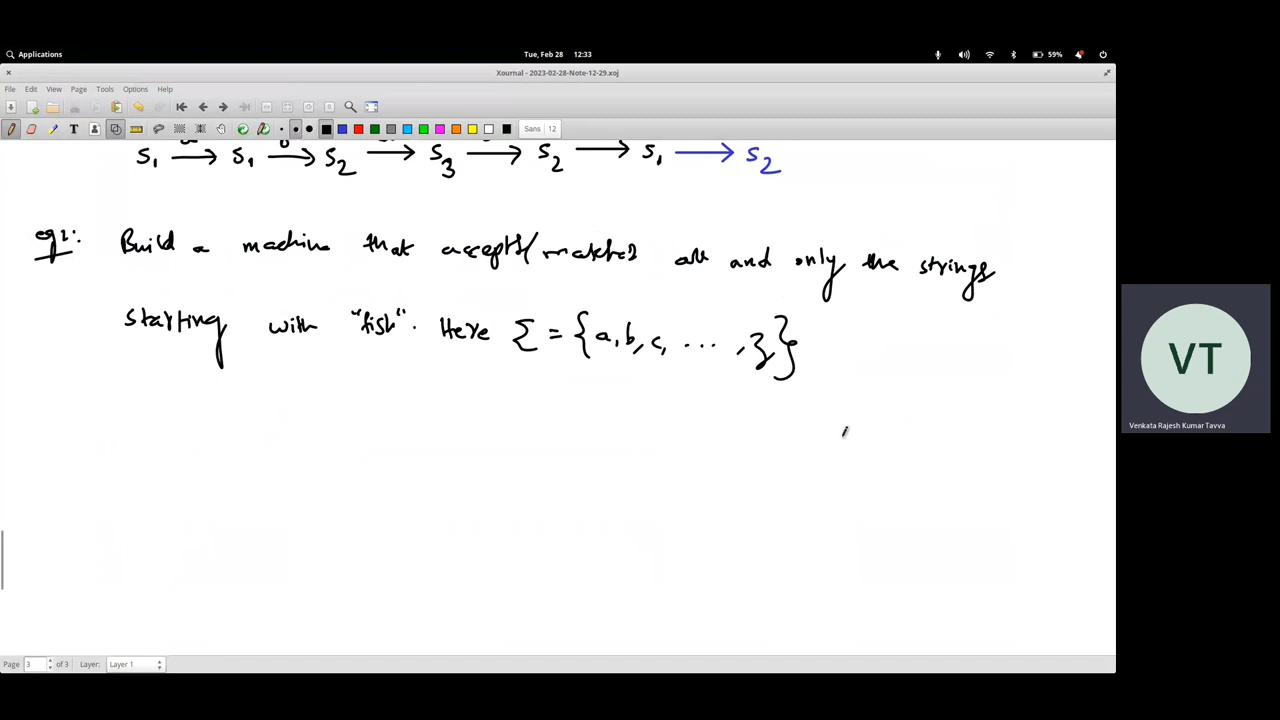 Applications
Tue, Feb 28 12:33
59%
Xournal - 2023-02-28-Note-12-29.xoj
File Edit View Page Tools Options Help
Sans 12
S1 → S1 → S2 → S3 → S2 → S1 → S2
eg2: Build a machine that accepts/matches all and only the strings
starting with "fish". Here Σ = {a, b, c, ..., z}
VT
Venkata Rajesh Kumar Tavva
Page 3 of 3 Layer: Layer 1